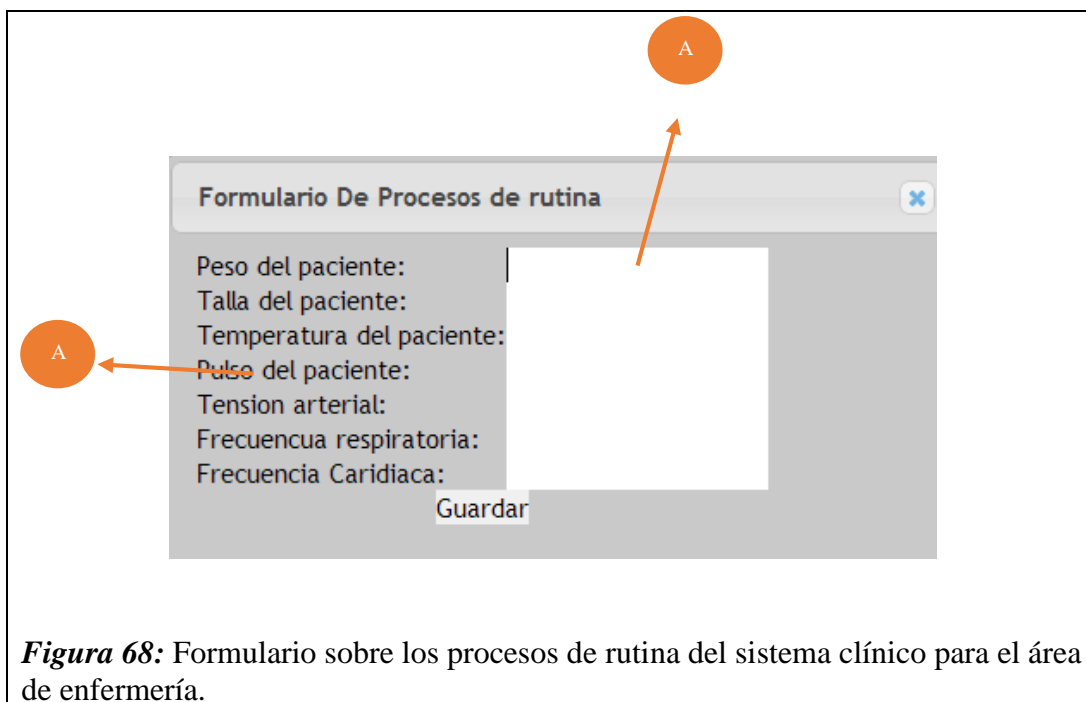 A
Formulario De Procesos de rutina
Peso del paciente:
Talla del paciente:
Temperatura del paciente:
A
Pulso del paciente:
Tension arterial:
Frecuencua respiratoria:
Frecuencia Caridiaca:
Guardar
Figura 68: Formulario sobre los procesos de rutina del sistema clínico para el área
de enfermería.